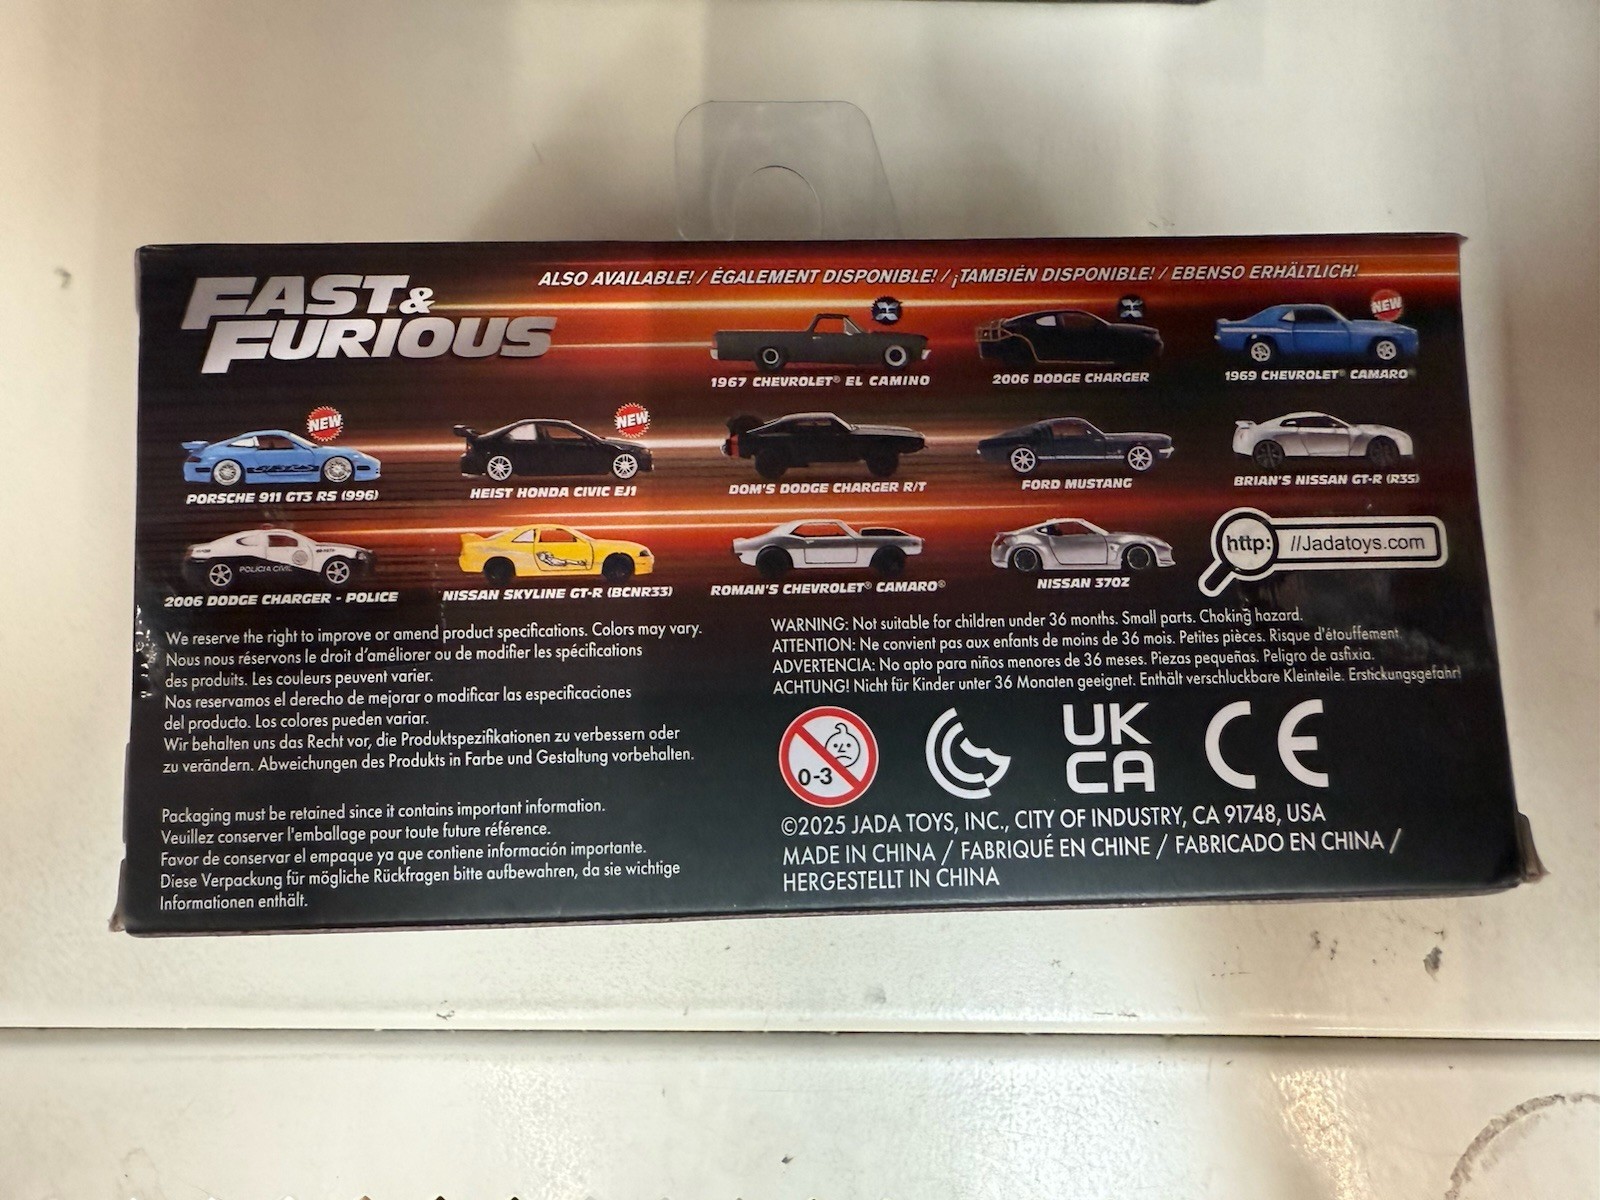 FAST &
FURIOUS
ALSO AVAILABLE! / ÉGALEMENT DISPONIBLE! / ¡TAMBIÉN DISPONIBLE! / EBENSO ERHÄLTLICH!
NEW
1967 CHEVROLET® EL CAMINO
2006 DODGE CHARGER
1969 CHEVROLET® CAMARO®
NEW
NEW
GT3 RS
PORSCHE 911 GT3 RS (996)
HEIST HONDA CIVIC EJ1
DOM'S DODGE CHARGER R/T
FORD MUSTANG
BRIAN'S NISSAN GT-R (R35)
POLICIA CIVIL
2006 DODGE CHARGER - POLICE
NISSAN SKYLINE GT-R (BCNR33)
ROMAN'S CHEVROLET® CAMARO®
NISSAN 370Z
http: //Jadatoys.com
We reserve the right to improve or amend product specifications. Colors may vary.
Nous nous réservons le droit d'améliorer ou de modifier les spécifications
des produits. Les couleurs peuvent varier.
Nos reservamos el derecho de mejorar o modificar las especificaciones
del producto. Los colores pueden variar.
Wir behalten uns das Recht vor, die Produktspezifikationen zu verbessern oder
zu verändern. Abweichungen des Produkts in Farbe und Gestaltung vorbehalten.
Packaging must be retained since it contains important information.
Veuillez conserver l'emballage pour toute future référence.
Favor de conservar el empaque ya que contiene información importante.
Diese Verpackung für mögliche Rückfragen bitte aufbewahren, da sie wichtige
Informationen enthält.
WARNING: Not suitable for children under 36 months. Small parts. Choking hazard.
ATTENTION: Ne convient pas aux enfants de moins de 36 mois. Petites pièces. Risque d'étouffement
ADVERTENCIA: No apto para niños menores de 36 meses. Piezas pequeñas. Peligro de asfixia.
ACHTUNG! Nicht für Kinder unter 36 Monaten geeignet. Enthält verschluckbare Kleinteile. Erstickungsgefahr!
0-3
UK
CA
CE
©2025 JADA TOYS, INC., CITY OF INDUSTRY, CA 91748, USA
MADE IN CHINA / FABRIQUÉ EN CHINE / FABRICADO EN CHINA /
HERGESTELLT IN CHINA